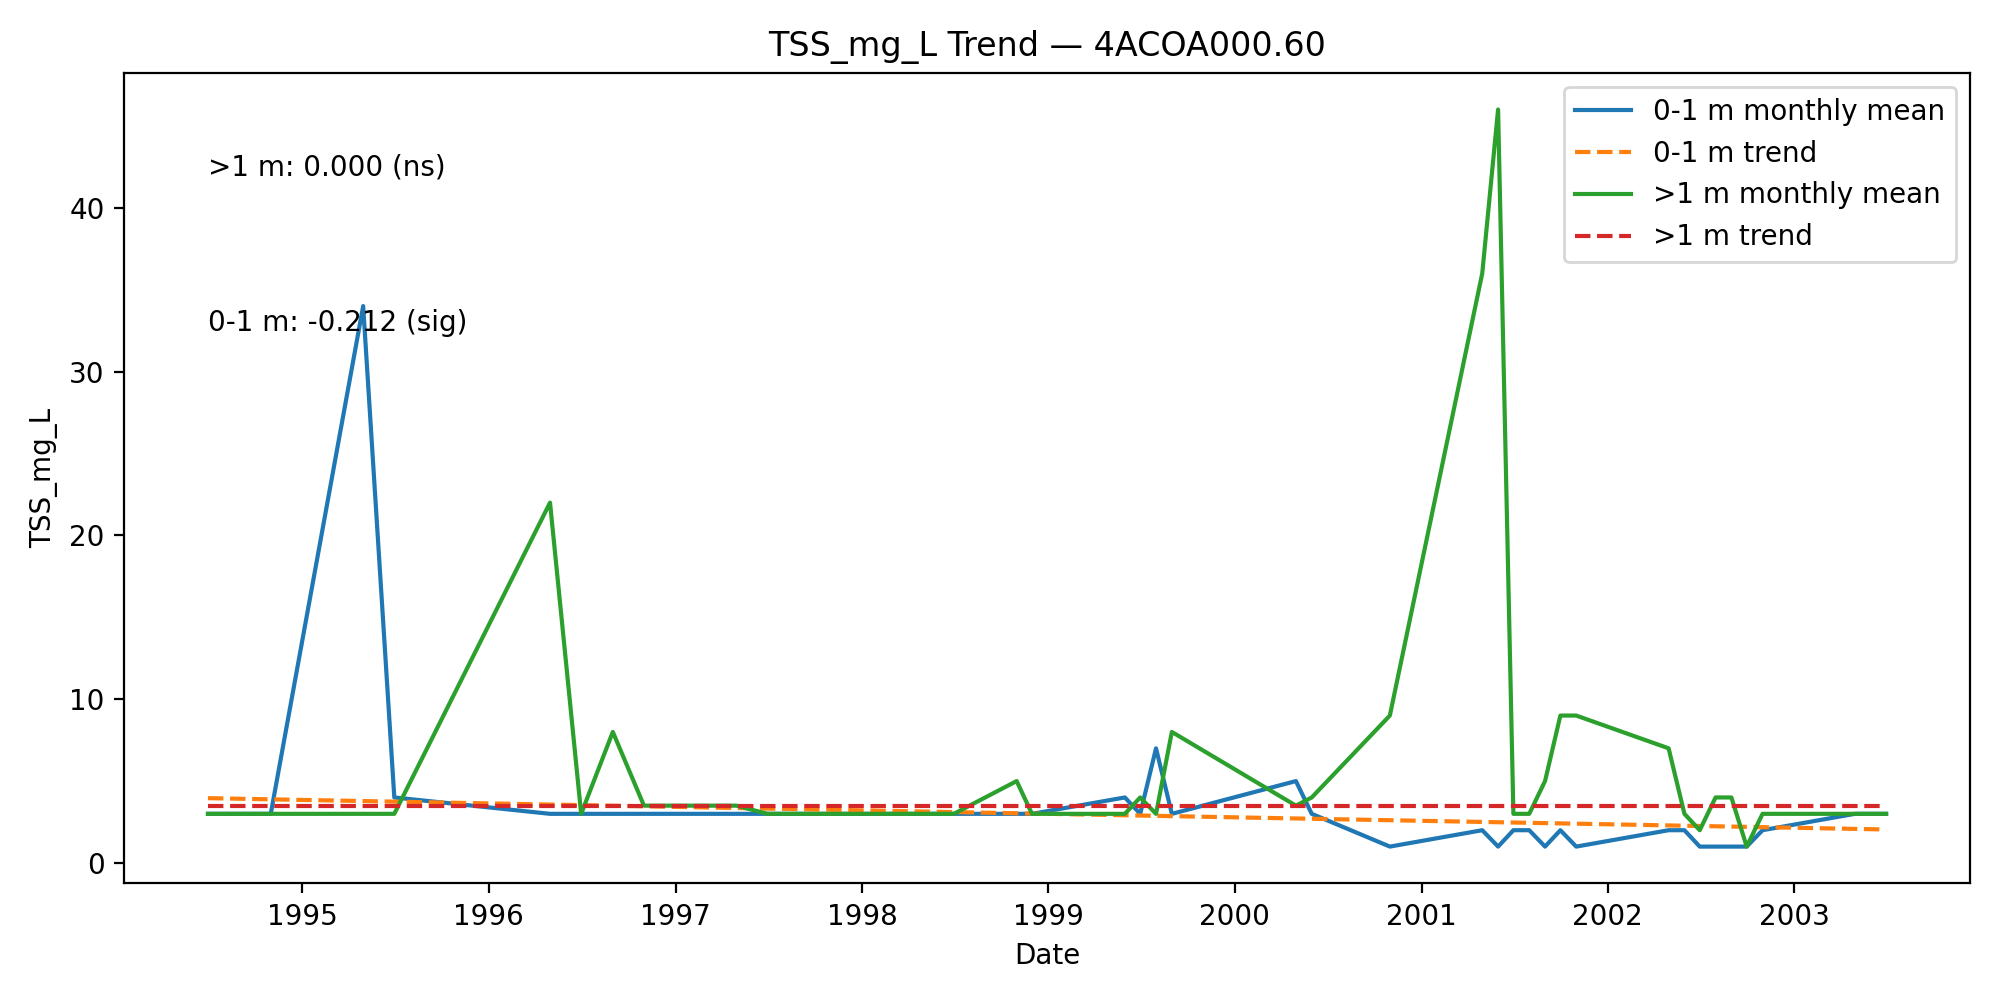 TSS_mg_L Trend — 4ACOA000.60
0-1 m monthly mean
0-1 m trend
>1 m monthly mean
>1 m trend
>1 m: 0.000 (ns)
0-1 m: -0.212 (sig)
TSS_mg_L
40
30
20
10
0
1995 1996 1997 1998 1999 2000 2001 2002 2003
Date